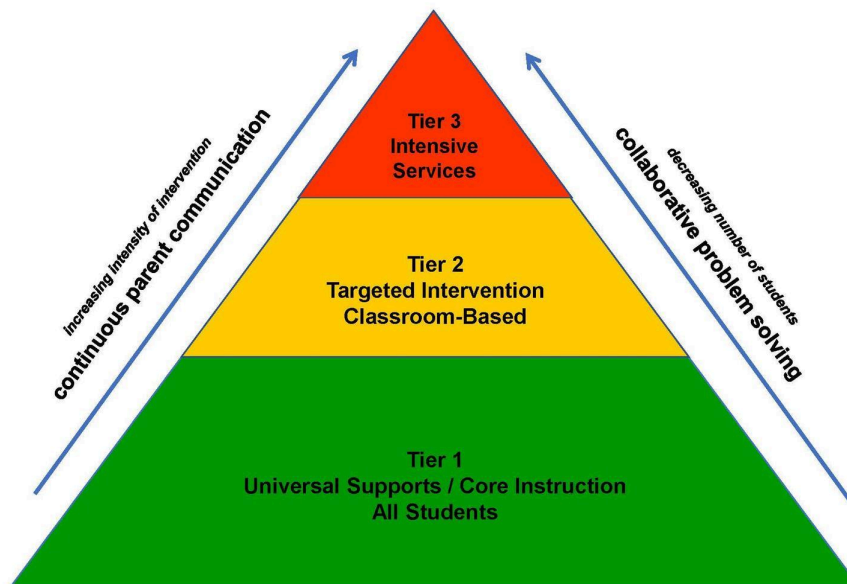 Tier 3
Intensive
Services
increasing intensity of intervention
continuous parent communication
decreasing number of students
collaborative problem solving
Tier 2
Targeted Intervention
Classroom-Based
Tier 1
Universal Supports / Core Instruction
All Students